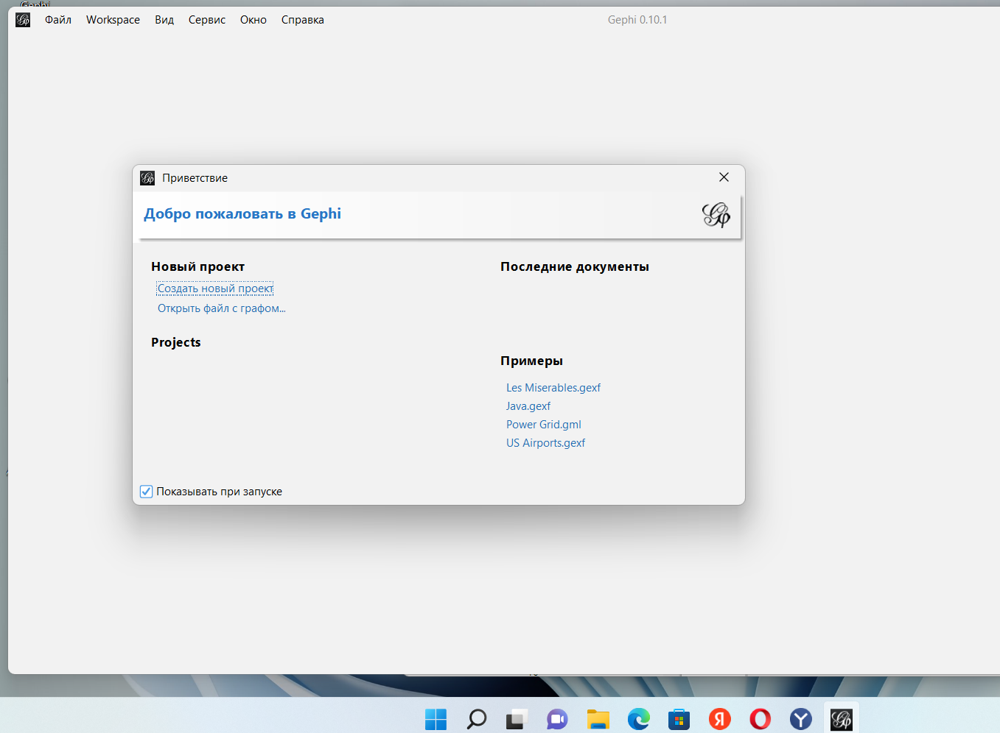 Gephi
Файл Workspace Вид Сервис Окно Справка Gephi 0.10.1
Приветствие
Добро пожаловать в Gephi
Новый проект
Создать новый проект
Открыть файл с графом...
Projects
Последние документы
Примеры
Les Miserables.gexf
Java.gexf
Power Grid.gml
US Airports.gexf
Показывать при запуске